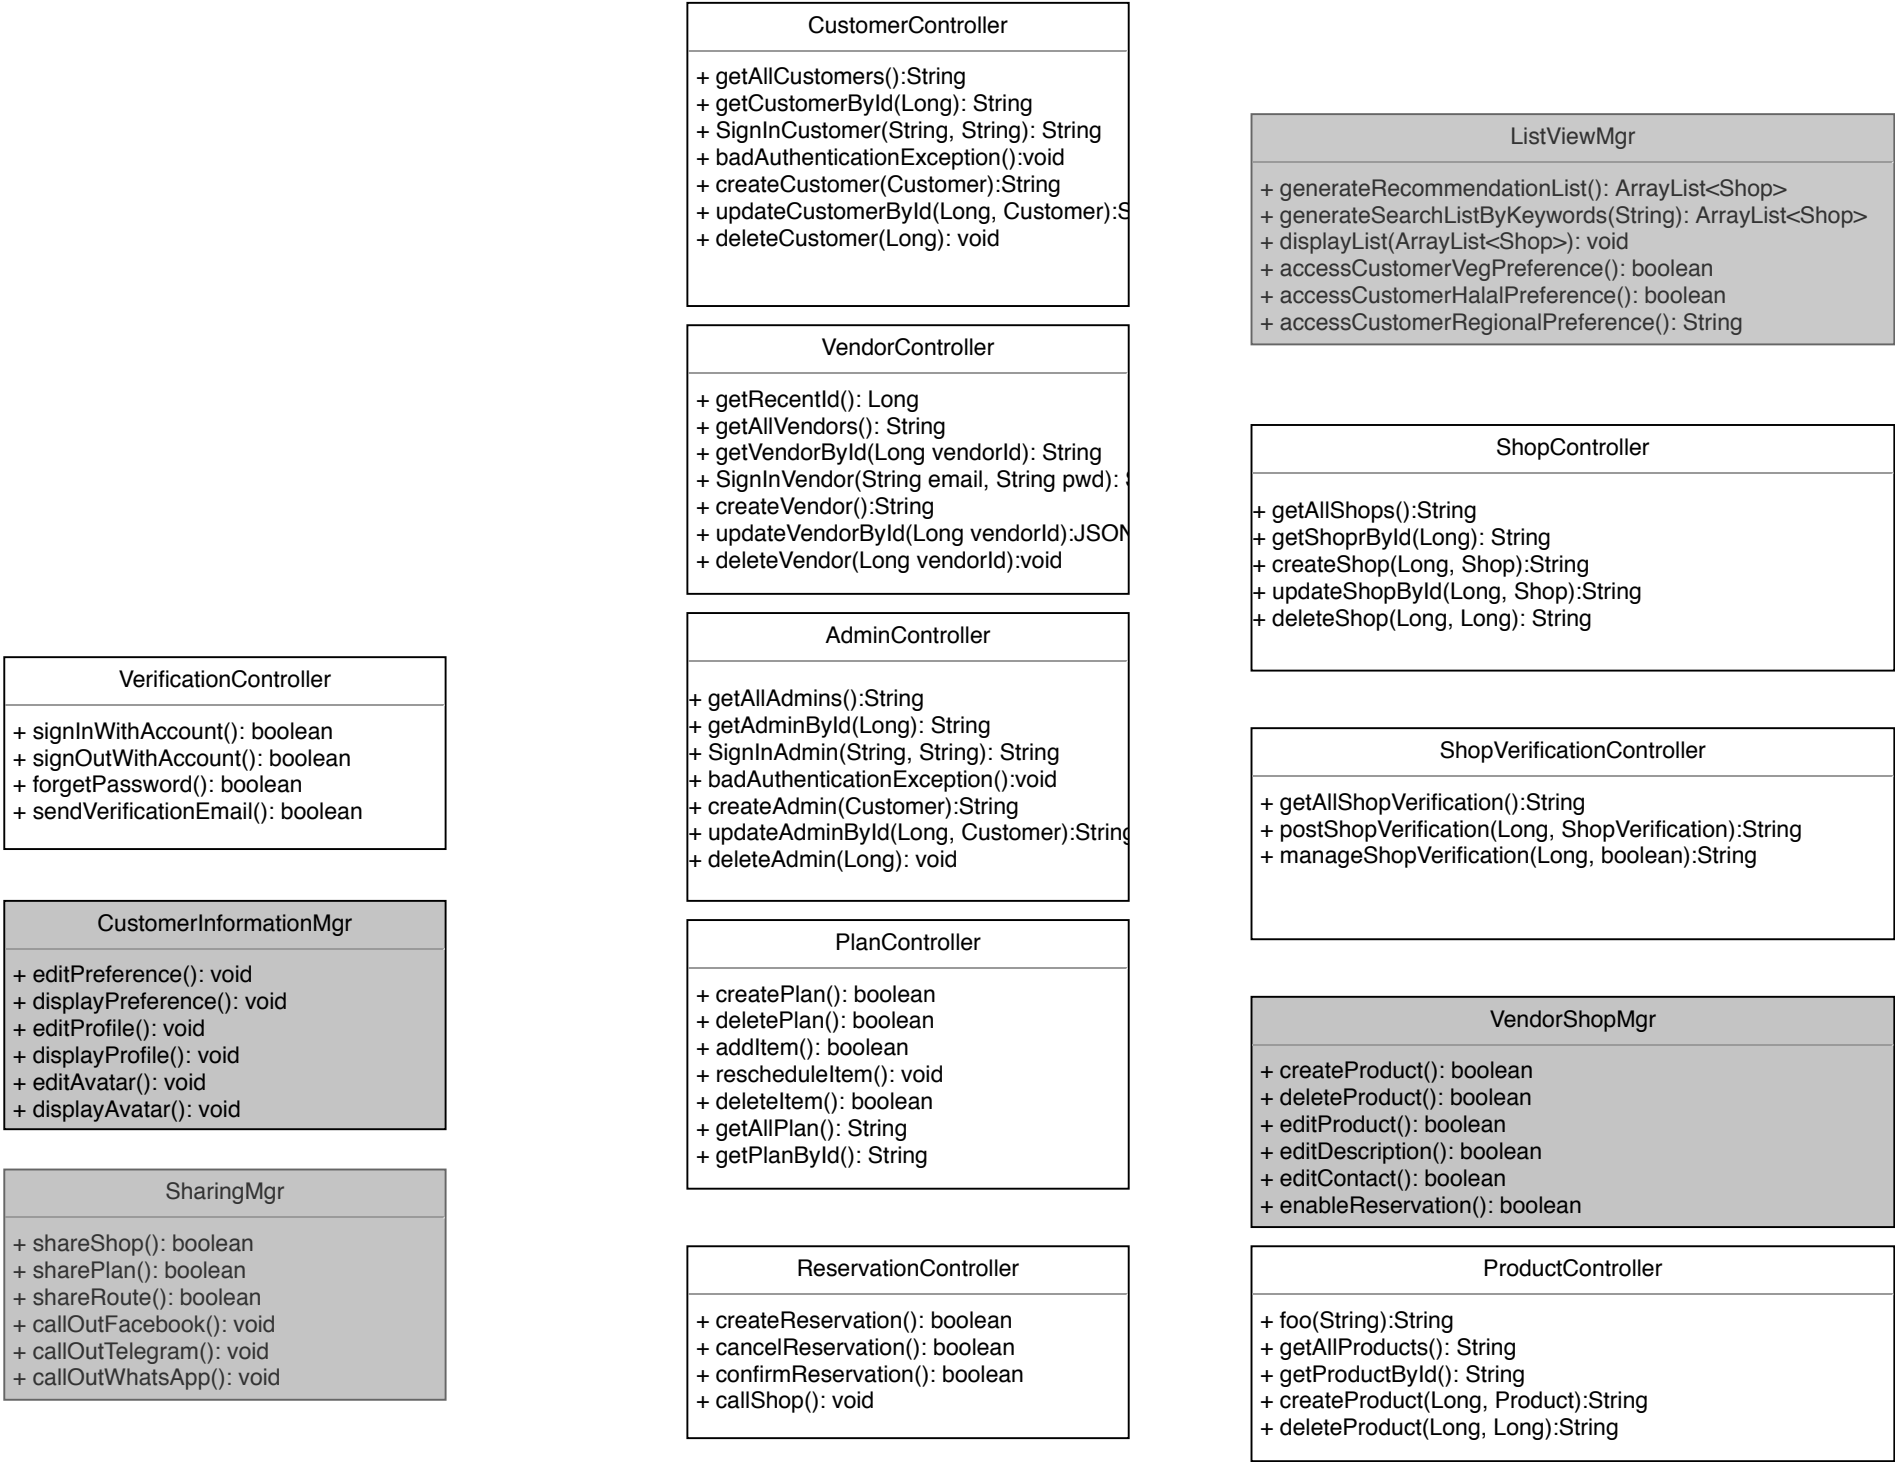 CustomerController
+ getAllCustomers():String
+ getCustomerById(Long): String
+ SignInCustomer(String, String): String
+ badAuthenticationException():void
+ createCustomer(Customer):String
+ updateCustomerById(Long, Customer):S
+ deleteCustomer(Long): void
ListViewMgr
+ generateRecommendationList(): ArrayList<Shop>
+ generateSearchListByKeywords(String): ArrayList<Shop>
+ displayList(ArrayList<Shop>): void
+ accessCustomerVegPreference(): boolean
+ accessCustomerHalalPreference(): boolean
+ accessCustomerRegionalPreference(): String
VendorController
+ getRecentId(): Long
+ getAllVendors(): String
+ getVendorById(Long vendorId): String
+ SignInVendor(String email, String pwd):
+ createVendor():String
+ updateVendorById(Long vendorId):JSON
+ deleteVendor(Long vendorId):void
ShopController
+ getAllShops():String
+ getShoprById(Long): String
+ createShop(Long, Shop):String
+ updateShopById(Long, Shop):String
+ deleteShop(Long, Long): String
AdminController
+ getAllAdmins():String
+ getAdminById(Long): String
+ SignInAdmin(String, String): String
+ badAuthenticationException():void
+ createAdmin(Customer):String
+ updateAdminById(Long, Customer):String
+ deleteAdmin(Long): void
VerificationController
+ signInWithAccount(): boolean
+ signOutWithAccount(): boolean
+ forgetPassword(): boolean
+ sendVerificationEmail(): boolean
ShopVerificationController
+ getAllShopVerification():String
+ postShopVerification(Long, ShopVerification):String
+ manageShopVerification(Long, boolean):String
CustomerInformationMgr
+ editPreference(): void
+ displayPreference(): void
+ editProfile(): void
+ displayProfile(): void
+ editAvatar(): void
+ displayAvatar(): void
PlanController
+ createPlan(): boolean
+ deletePlan(): boolean
+ addItem(): boolean
+ rescheduleItem(): void
+ deleteItem(): boolean
+ getAllPlan(): String
+ getPlanById(): String
VendorShopMgr
+ createProduct(): boolean
+ deleteProduct(): boolean
+ editProduct(): boolean
+ editDescription(): boolean
+ editContact(): boolean
+ enableReservation(): boolean
SharingMgr
+ shareShop(): boolean
+ sharePlan(): boolean
+ shareRoute(): boolean
+ callOutFacebook(): void
+ callOutTelegram(): void
+ callOutWhatsApp(): void
ReservationController
+ createReservation(): boolean
+ cancelReservation(): boolean
+ confirmReservation(): boolean
+ callShop(): void
ProductController
+ foo(String):String
+ getAllProducts(): String
+ getProductById(): String
+ createProduct(Long, Product):String
+ deleteProduct(Long, Long):String